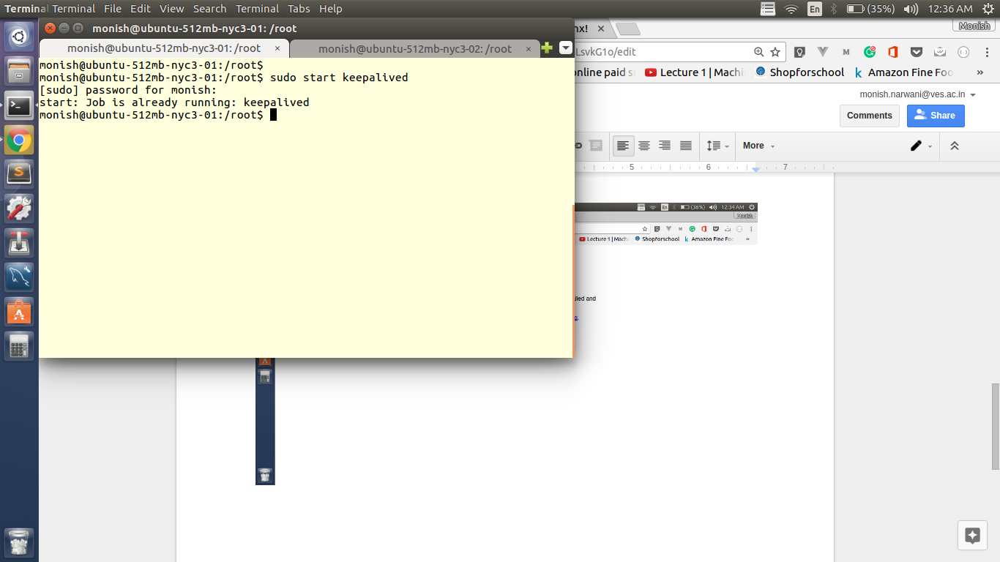 Terminal Terminal File Edit View Search Terminal Tabs Help
En
(35%)
12:36 AM
monish@ubuntu-512mb-nyc3-01: /root
monish@ubuntu-512mb-nyc3-01: /root ×
monish@ubuntu-512mb-nyc3-02: /root ×
monish@ubuntu-512mb-nyc3-01:/root$
monish@ubuntu-512mb-nyc3-01:/root$ sudo start keepalived
[sudo] password for monish:
start: Job is already running: keepalived
monish@ubuntu-512mb-nyc3-01:/root$
nx! ×
Monish
LsvkG1o/edit
M
online paid s
Lecture 1 | Machi
Shopforschool
k Amazon Fine Foo
»
monish.narwani@ves.ac.in
Comments
Share
More
5 6 7
En
(36%)
12:34 AM
Monish
M
Lecture 1 | Machi
Shopforschool
k Amazon Fine Foo
»
lled and
S